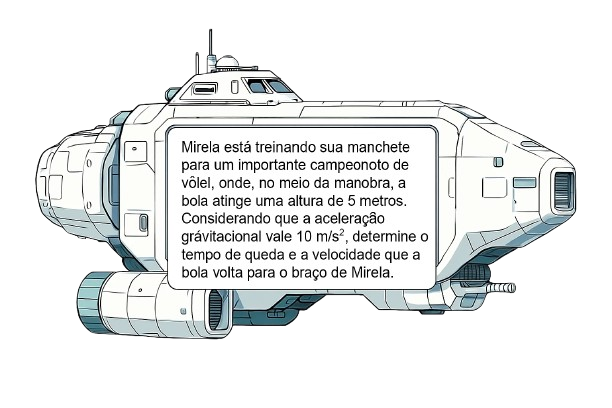 Mirela está treinando sua manchete
para um importante campeonoto de
vôlel, onde, no meio da manobra, a
bola atinge uma altura de 5 metros.
Considerando que a aceleração
grávitacional vale 10 m/s², determine o
tempo de queda e a velocidade que a
bola volta para o braço de Mirela.